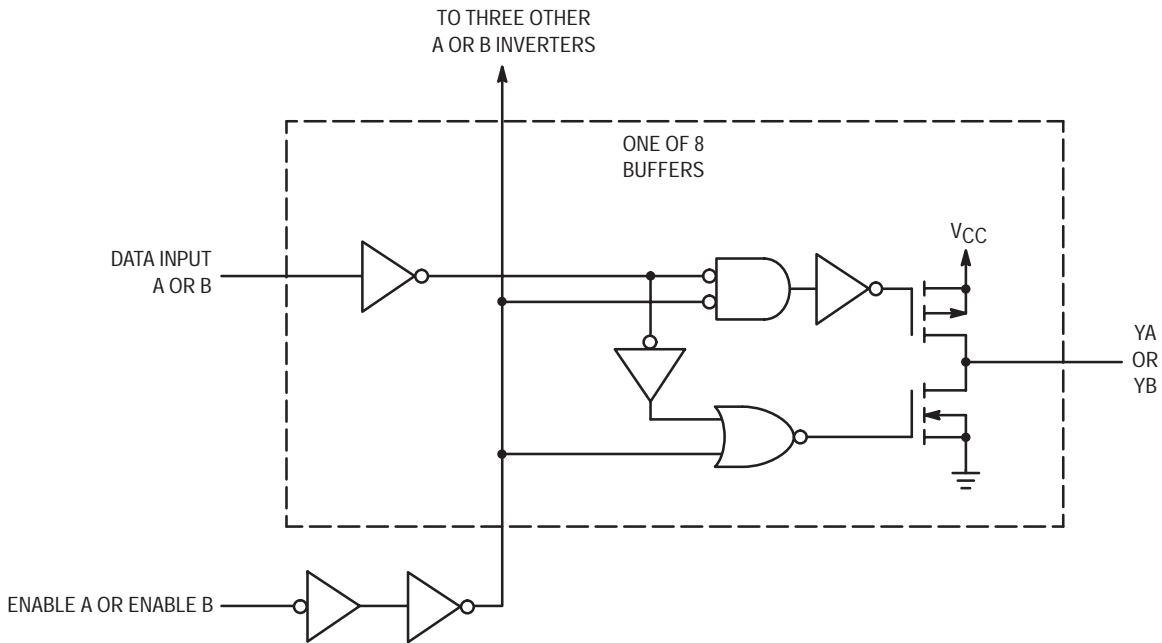 TO THREE OTHER
A OR B INVERTERS
ONE OF 8
BUFFERS
DATA INPUT
A OR B
VCC
YA
OR
YB
ENABLE A OR ENABLE B